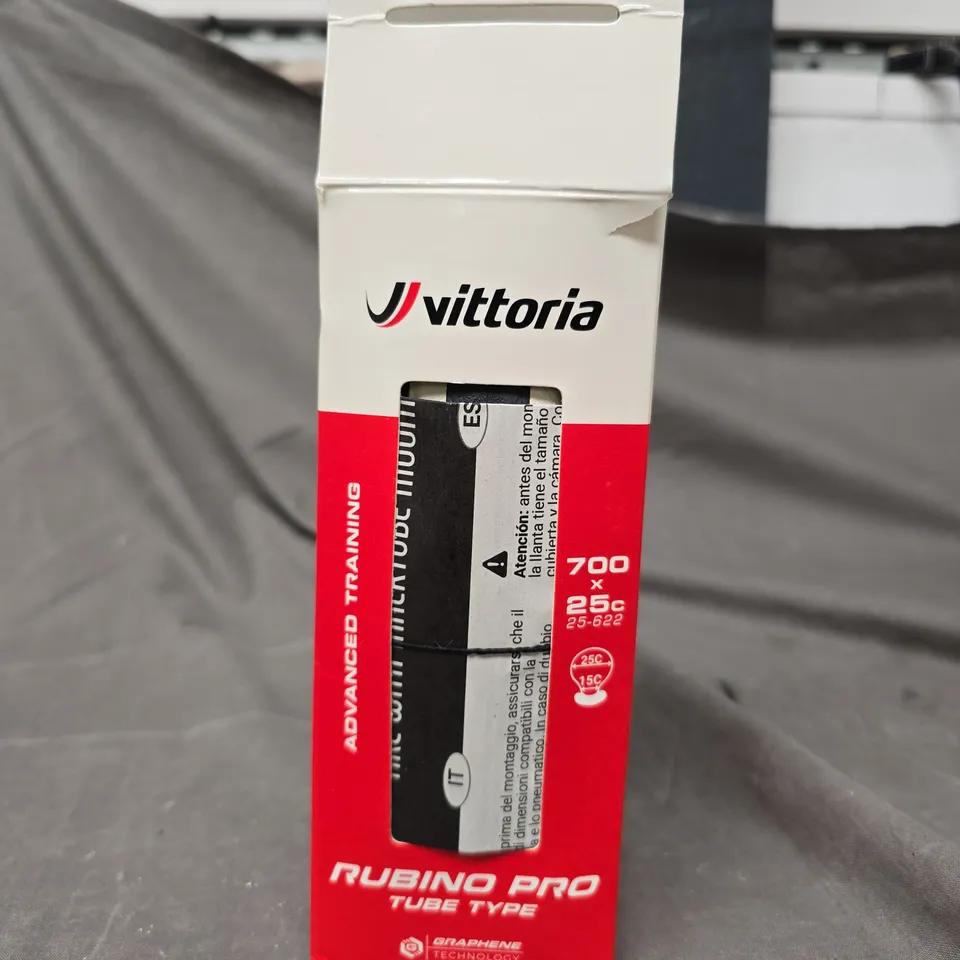 vittoria
ADVANCED TRAINING
ES
Atención: antes del mon
la llanta tiene el tamaño
cubierta y la cámara. Co
IT
prima del montaggio, assicurarsi che il
di dimensioni compatibili con la
a e lo pneumatico. In caso di dubbio
700
x
25c
25-622
25C
15C
RUBINO PRO
TUBE TYPE
G
GRAPHENE
TECHNOLOGY